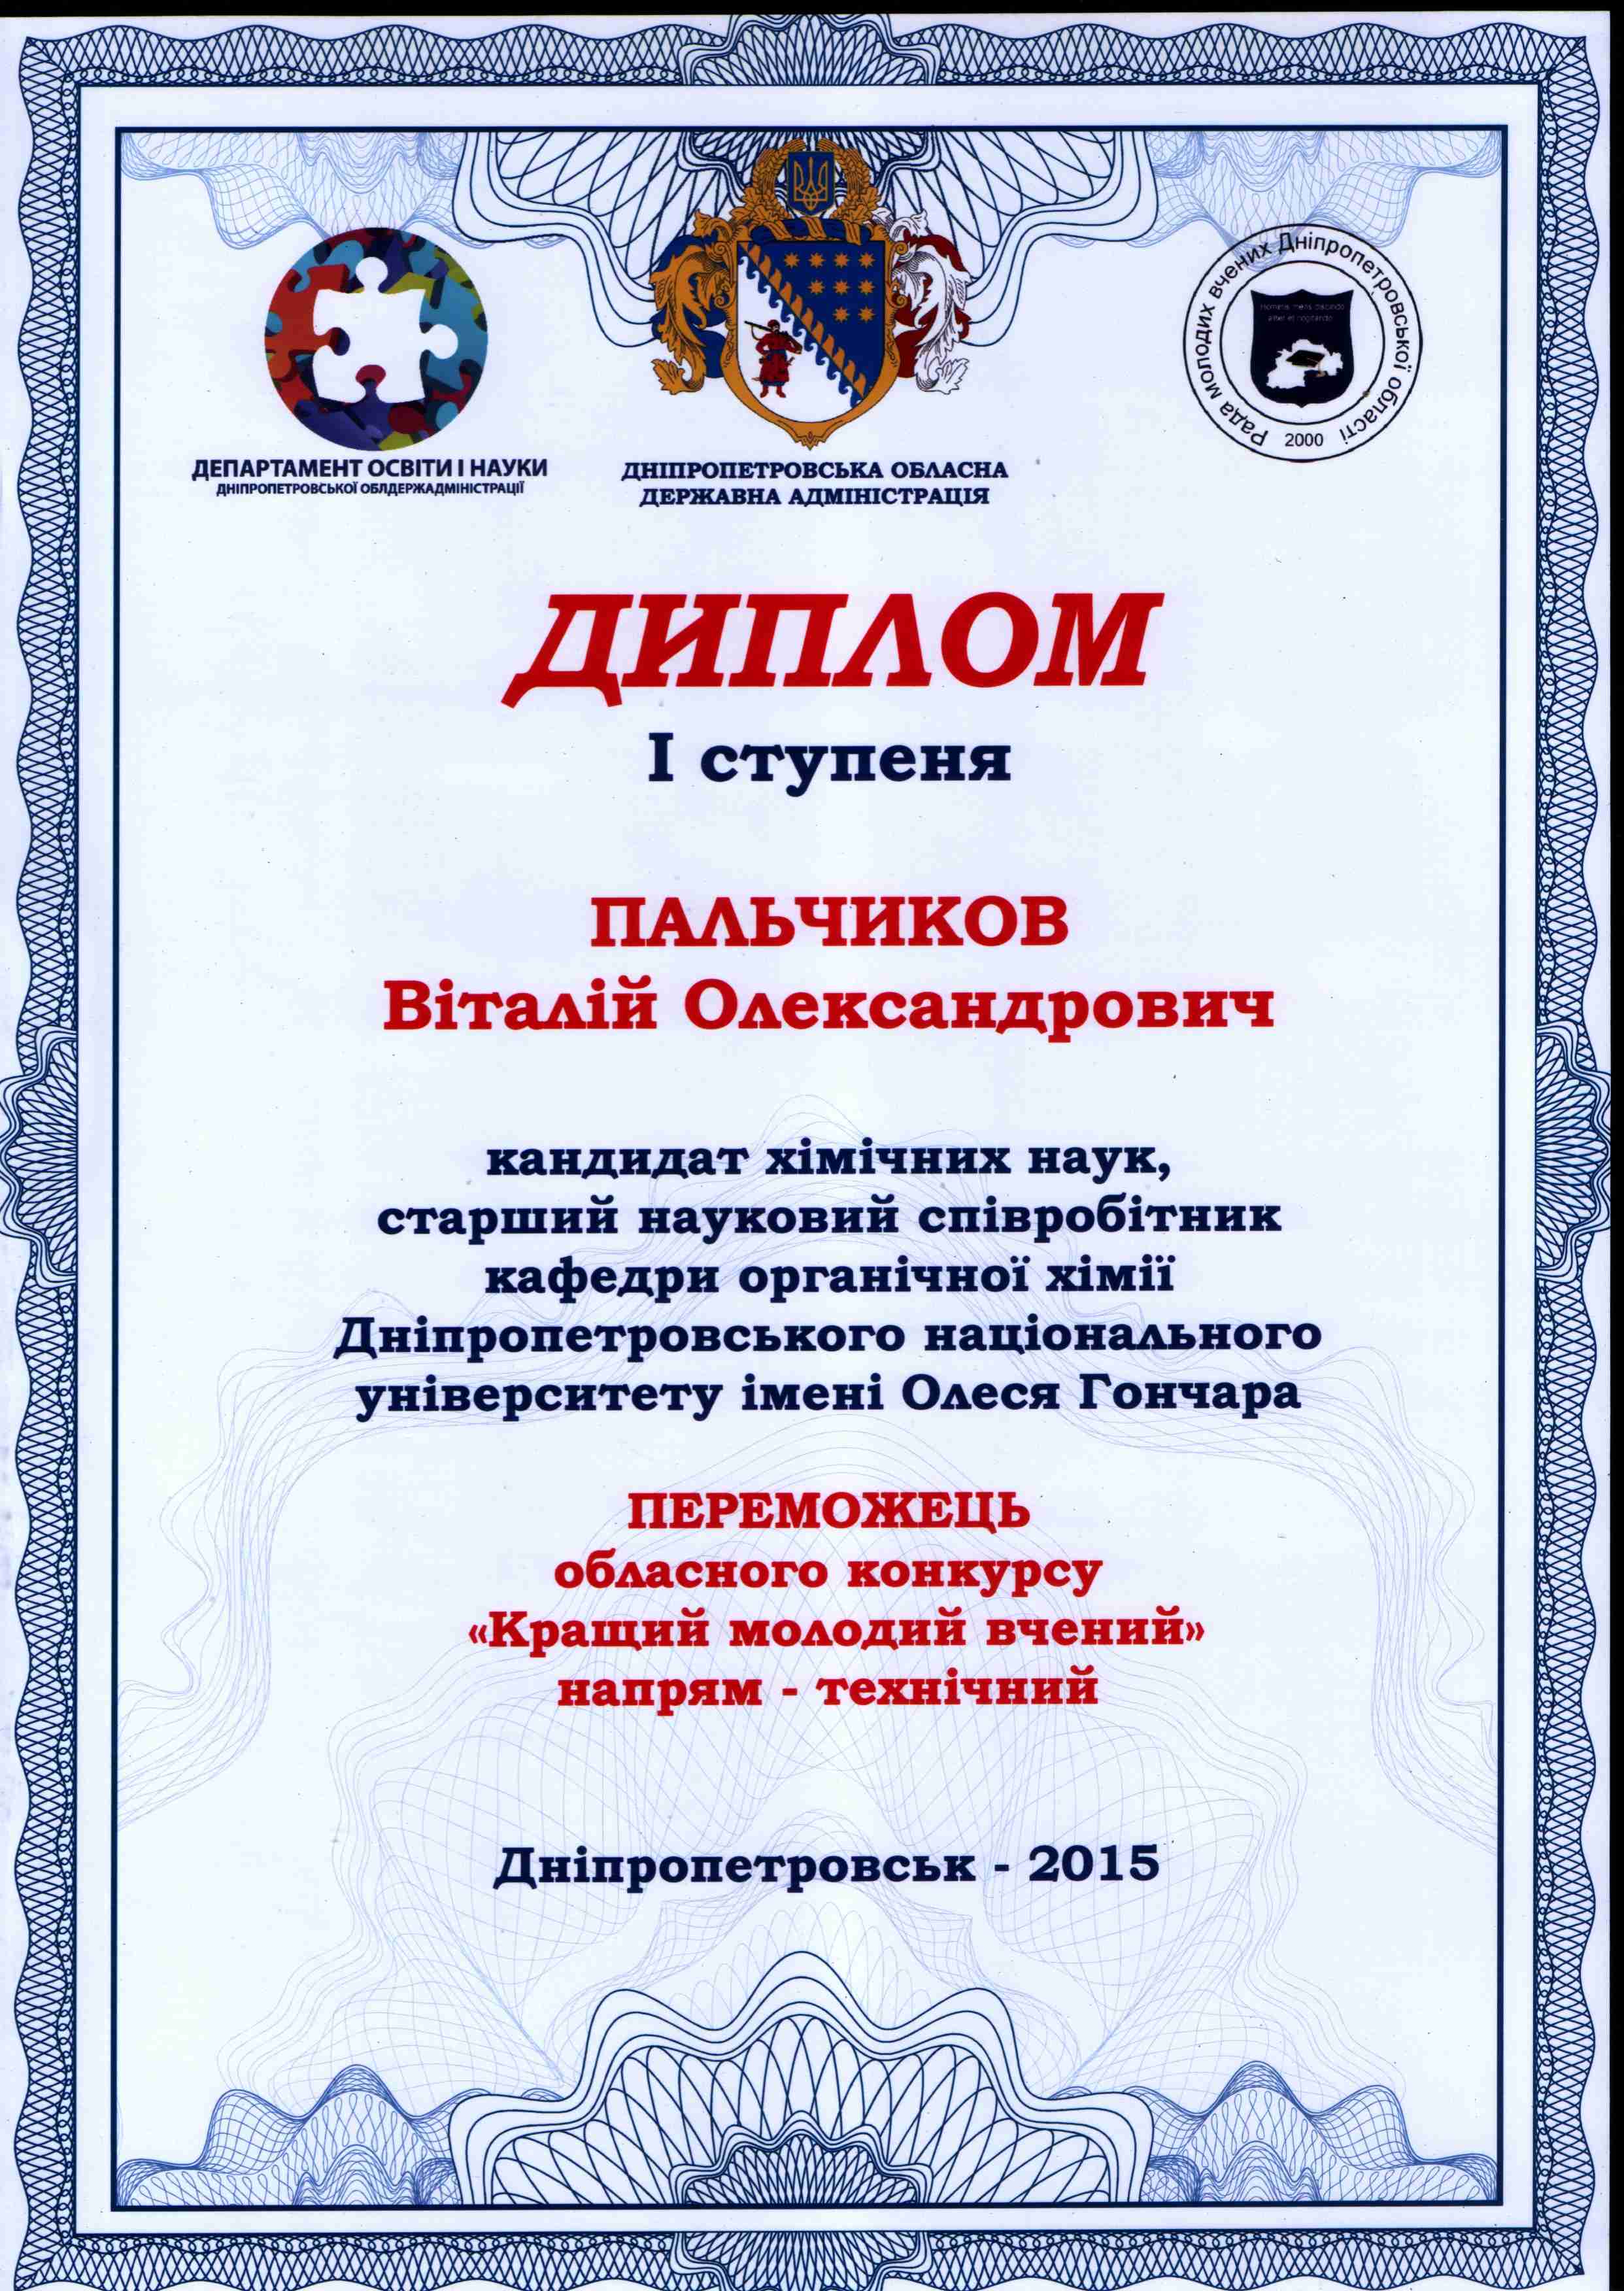 ДЕПАРТАМЕНТ ОСВІТИ І НАУКИ
ДНІПРОПЕТРОВСЬКОЇ ОБЛДЕРЖАДМІНІСТРАЦІЇ
ДНІПРОПЕТРОВСЬКА ОБЛАСНА
ДЕРЖАВНА АДМІНІСТРАЦІЯ
Рада молодих вчених Дніпропетровської області
2000
ДИПЛОМ
І ступеня
ПАЛЬЧИКОВ
Віталій Олександрович
кандидат хімічних наук,
старший науковий співробітник
кафедри органічної хімії
Дніпропетровського національного
університету імені Олеся Гончара
ПЕРЕМОЖЕЦЬ
обласного конкурсу
«Кращий молодий вчений»
напрям - технічний
Дніпропетровськ - 2015